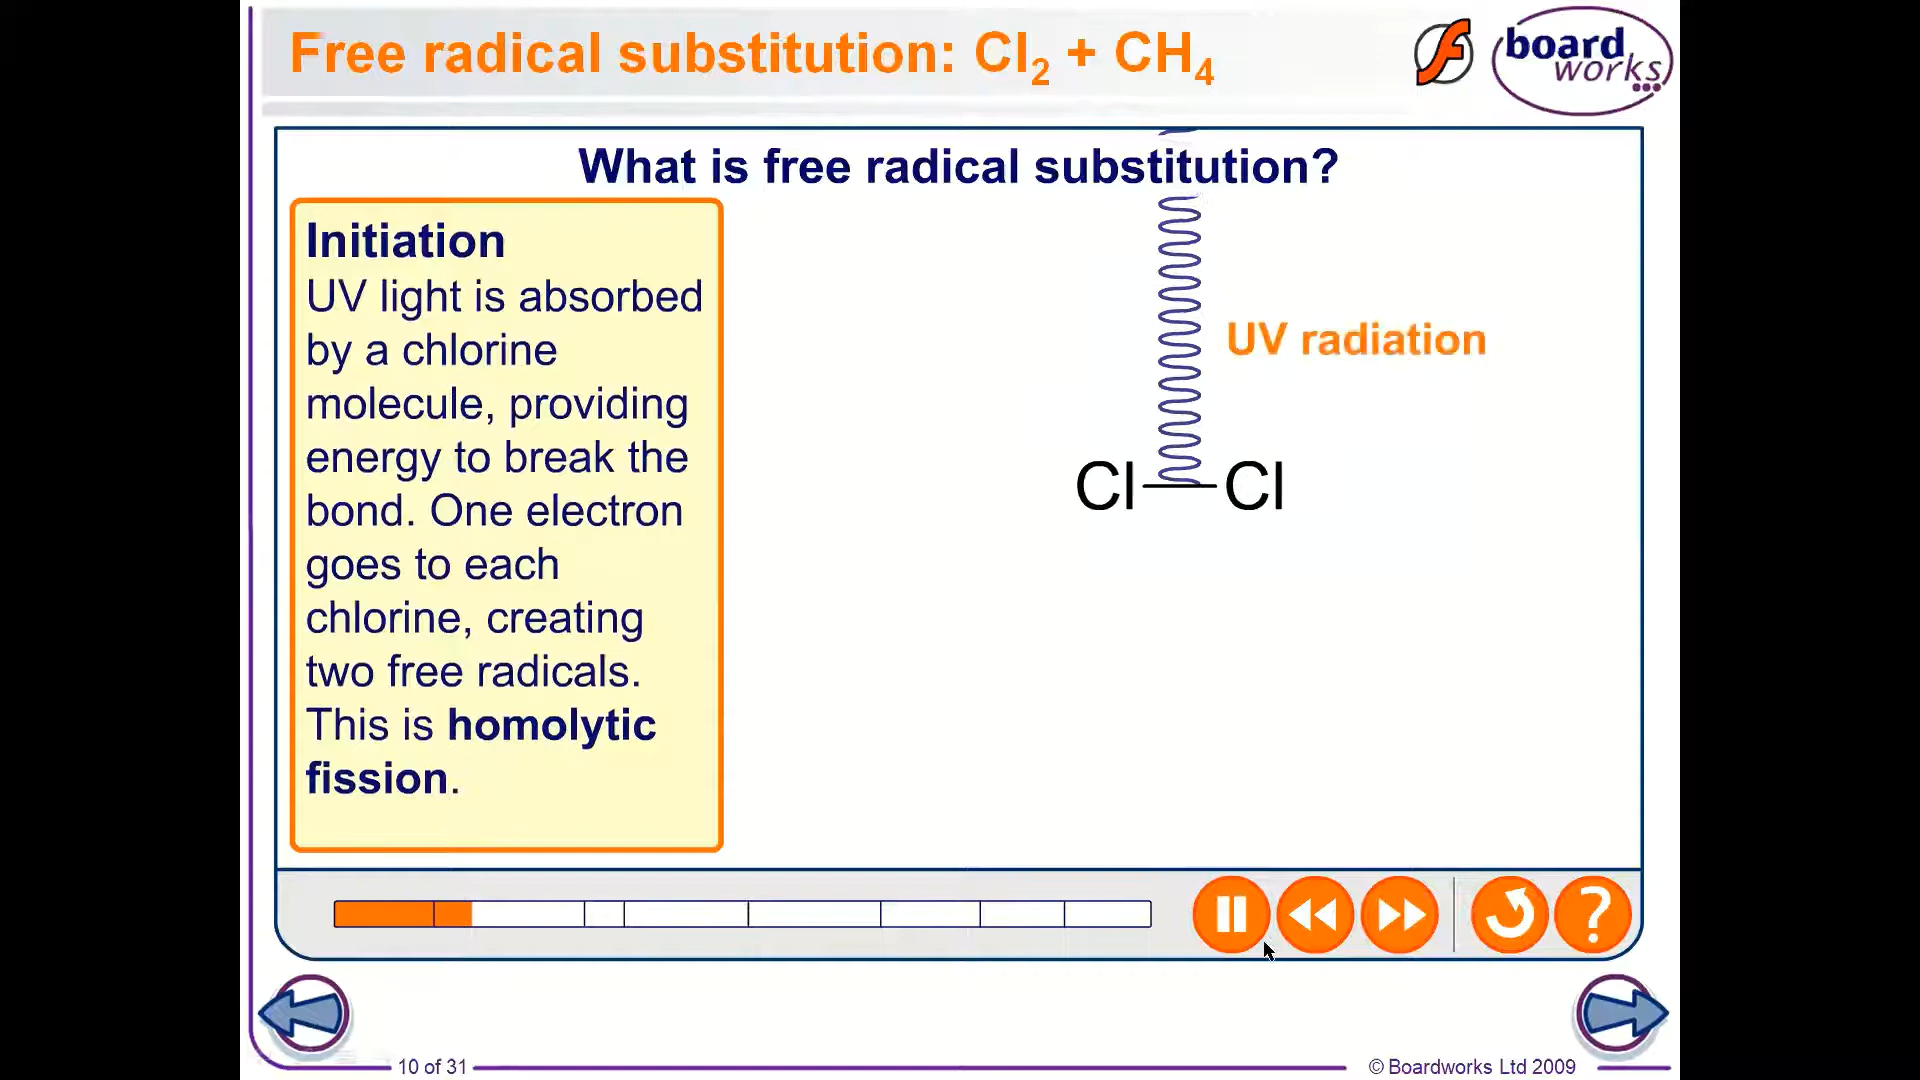 Free radical substitution: Cl₂ + CH₄
board
works
What is free radical substitution?
Initiation
UV light is absorbed
by a chlorine
molecule, providing
energy to break the
bond. One electron
goes to each
chlorine, creating
two free radicals.
This is homolytic
fission.
UV radiation
Cl—Cl
?
10 of 31
© Boardworks Ltd 2009